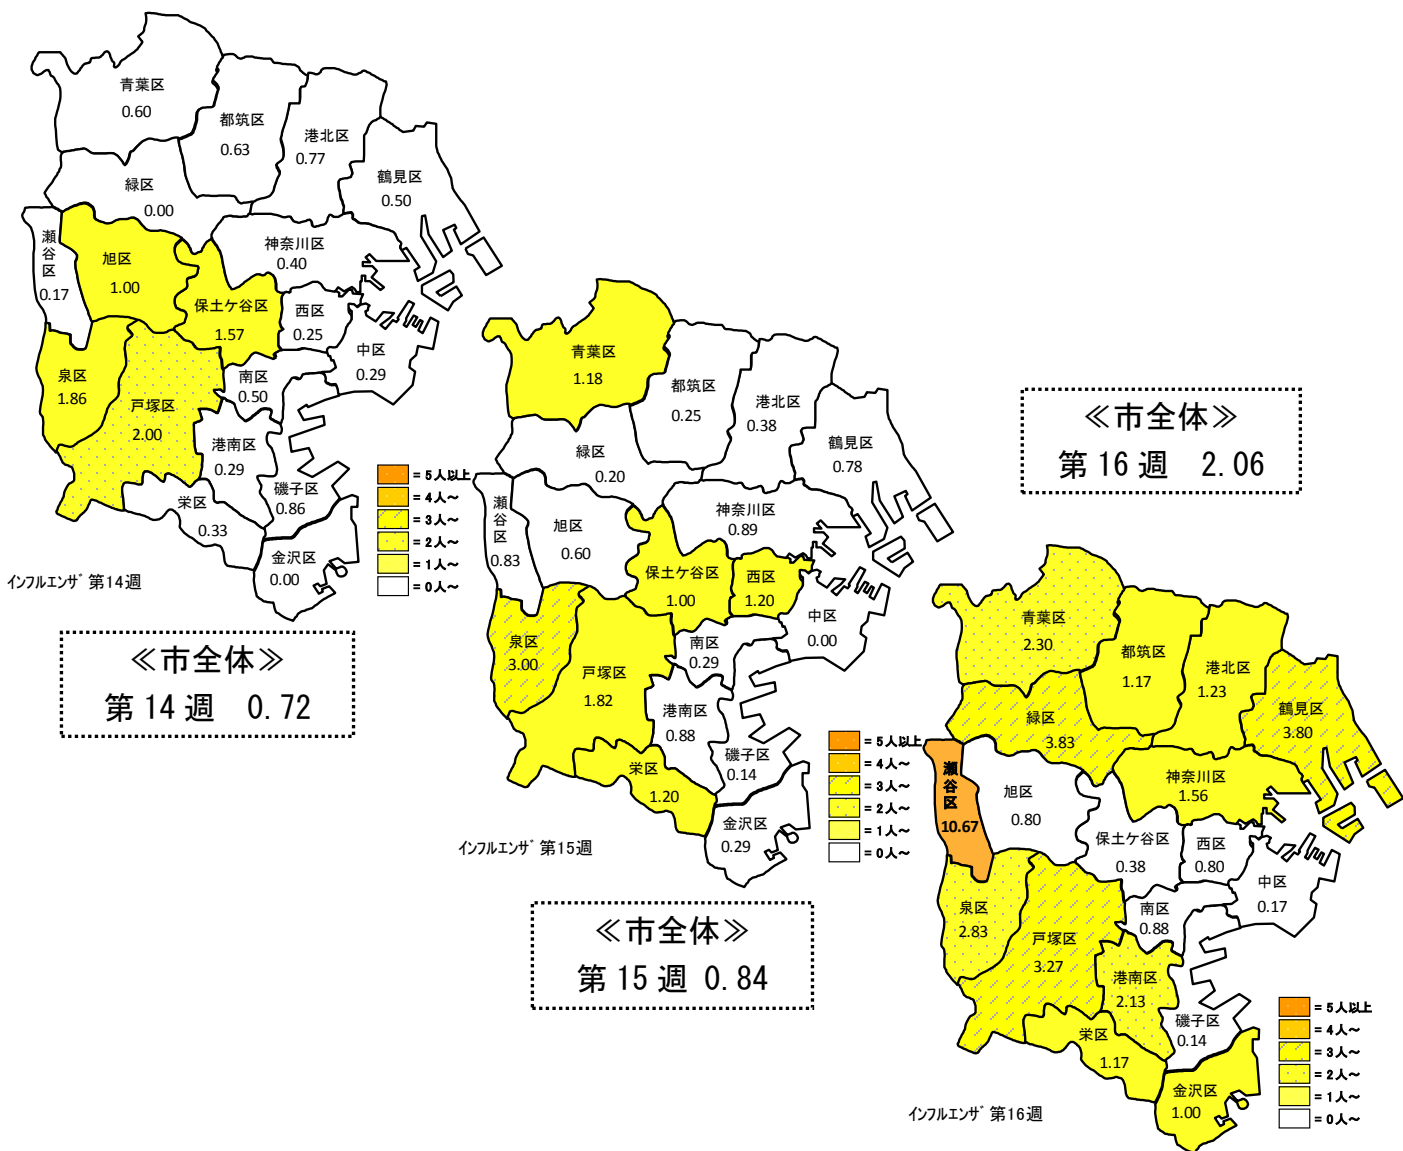 青葉区
0.60
都筑区
0.63
港北区
0.77
鶴見区
0.50
緑区
0.00
瀬谷区
0.17
旭区
1.00
保土ケ谷区
1.57
神奈川区
0.40
西区
0.25
中区
0.29
泉区
1.86
戸塚区
2.00
南区
0.50
港南区
0.29
磯子区
0.86
栄区
0.33
金沢区
0.00
= 5人以上
= 4人～
= 3人～
= 2人～
= 1人～
= 0人～
インフルエンザ 第14週
≪市全体≫
第 14 週 0.72
青葉区
1.18
都筑区
0.25
港北区
0.38
鶴見区
0.78
緑区
0.20
瀬谷区
0.83
旭区
0.60
保土ケ谷区
1.00
神奈川区
0.89
西区
1.20
中区
0.00
泉区
3.00
戸塚区
1.82
南区
0.29
港南区
0.88
磯子区
0.14
栄区
1.20
金沢区
0.29
= 5人以上
= 4人～
= 3人～
= 2人～
= 1人～
= 0人～
インフルエンザ 第15週
≪市全体≫
第 15 週 0.84
≪市全体≫
第 16 週 2.06
青葉区
2.30
都筑区
1.17
港北区
1.23
鶴見区
3.80
緑区
3.83
瀬谷区
10.67
旭区
0.80
保土ケ谷区
0.38
神奈川区
1.56
西区
0.80
中区
0.17
泉区
2.83
戸塚区
3.27
南区
0.88
港南区
2.13
磯子区
0.14
栄区
1.17
金沢区
1.00
= 5人以上
= 4人～
= 3人～
= 2人～
= 1人～
= 0人～
インフルエンザ 第16週